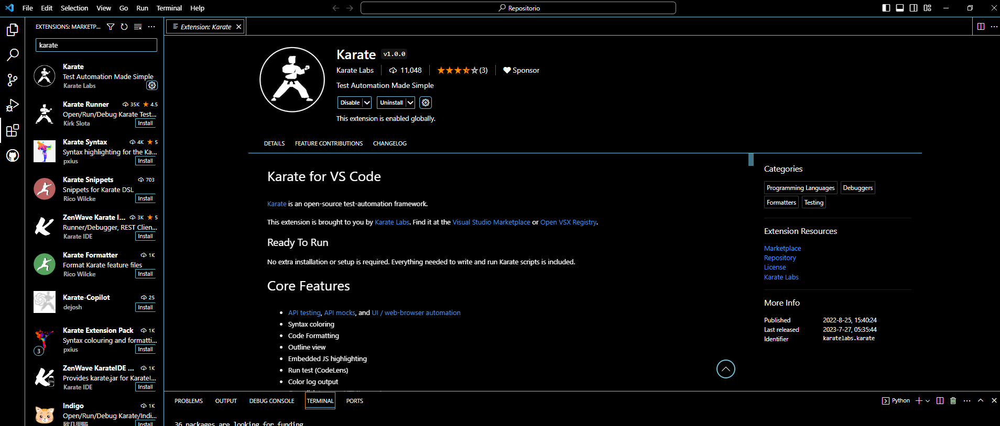 File Edit Selection View Go Run Terminal Help
Repositorio
EXTENSIONS: MARKETP...
karate
Karate
Test Automation Made Simple
Karate Labs
Karate Runner 35K 4.5
Open/Run/Debug Karate Test...
Kirk Slota
Install
Karate Syntax 4K 5
Syntax highlighting for the Ka...
pxius
Install
Karate Snippets 703
Snippets for Karate DSL
Rico Wilcke
Install
ZenWave Karate I... 3K 5
Runner/Debugger, REST Clien...
Karate IDE
Install
Karate Formatter 1K
Format Karate feature files
Rico Wilcke
Install
Karate-Copilot 25
dejosh
Install
Karate Extension Pack 1K
Syntax colouring and formatti...
pxius
Install
3
ZenWave KarateIDE ... 1K
Provides karate.jar for KarateI...
Karate IDE
Install
Indigo 1K
Open/Run/Debug Karate/Indi...
Install
Extension: Karate
Karate v1.0.0
Karate Labs 11,048 (3) Sponsor
Test Automation Made Simple
Disable Uninstall
This extension is enabled globally.
DETAILS FEATURE CONTRIBUTIONS CHANGELOG
Karate for VS Code
Karate is an open-source test-automation framework.
This extension is brought to you by Karate Labs. Find it at the Visual Studio Marketplace or Open VSX Registry.
Ready To Run
No extra installation or setup is required. Everything needed to write and run Karate scripts is included.
Core Features
• API testing, API mocks, and UI / web-browser automation
• Syntax coloring
• Code Formatting
• Outline view
• Embedded JS highlighting
• Run test (CodeLens)
• Color log output
Categories
Programming Languages Debuggers
Formatters Testing
Extension Resources
Marketplace
Repository
License
Karate Labs
More Info
Published 2022-8-25, 15:40:24
Last released 2023-7-27, 05:35:44
Identifier karatelabs.karate
PROBLEMS OUTPUT DEBUG CONSOLE TERMINAL PORTS
Python
36 packages are looking for funding